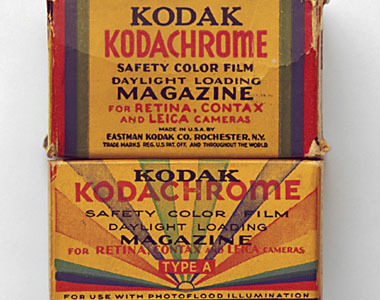 KODAK
KODACHROME
SAFETY COLOR FILM
DAYLIGHT LOADING
MAGAZINE
FOR RETINA, CONTAX
AND LEICA CAMERAS
MADE IN U.S.A. BY
EASTMAN KODAK CO. ROCHESTER, N.Y.
TRADE MARKS REG. U.S. PAT. OFF. AND THROUGHOUT THE WORLD
KODAK
KODACHROME
SAFETY COLOR FILM
DAYLIGHT LOADING
MAGAZINE
FOR RETINA, CONTAX AND LEICA CAMERAS
TYPE A
FOR USE WITH PHOTOFLOOD ILLUMINATION